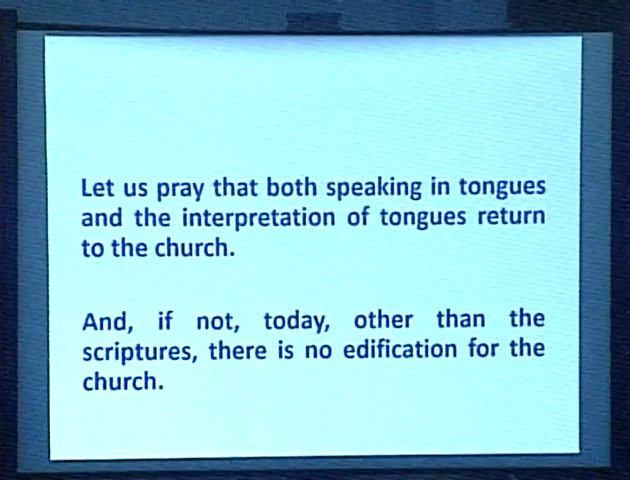 Let us pray that both speaking in tongues
and the interpretation of tongues return
to the church.
And, if not, today, other than the
scriptures, there is no edification for the
church.